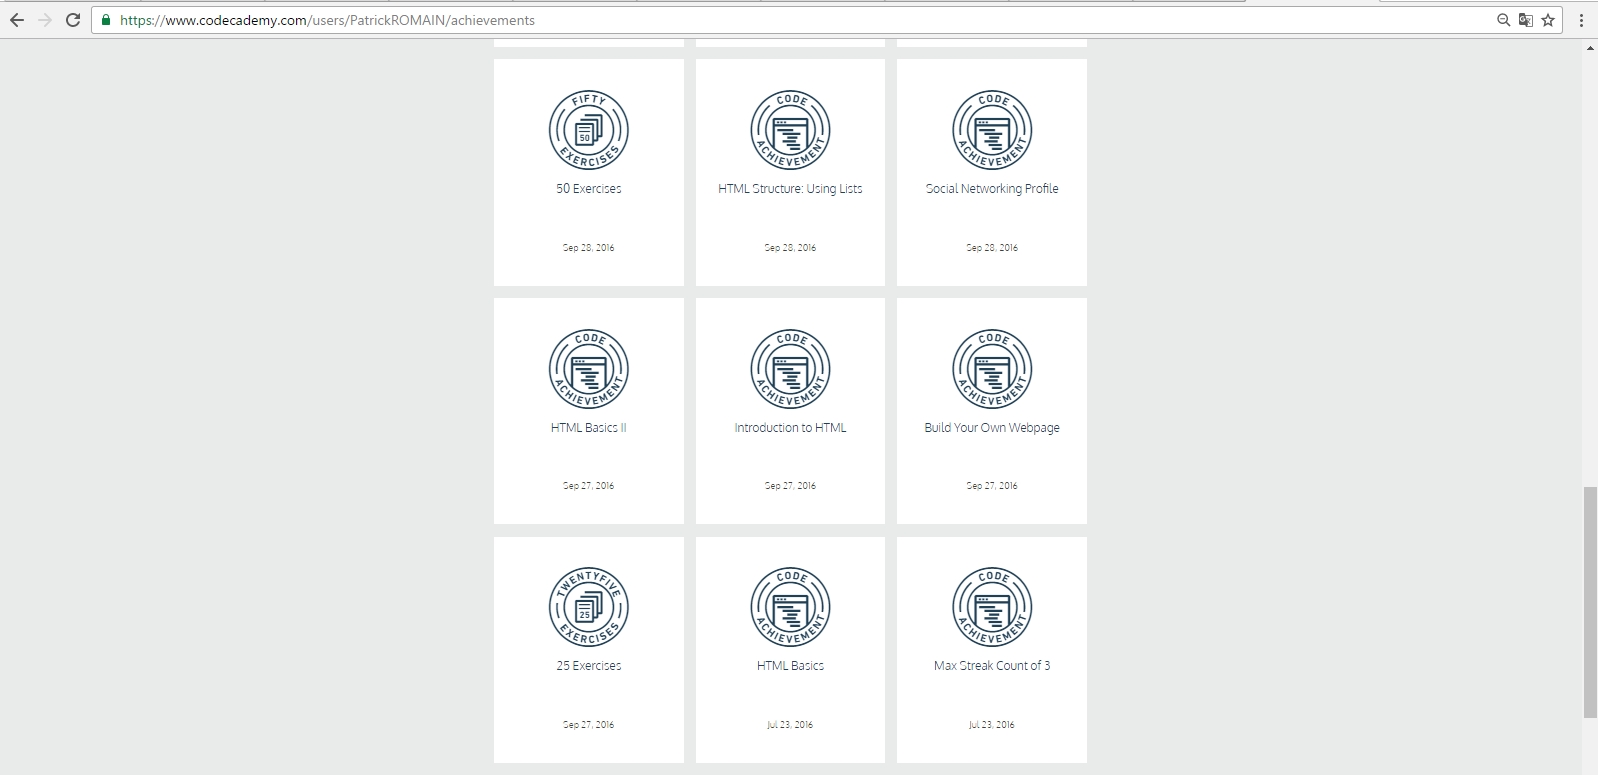 https://www.codecademy.com/users/PatrickROMAIN/achievements
FIFTY 50 EXERCISES
CODE ACHIEVEMENT
CODE ACHIEVEMENT
50 Exercises
HTML Structure: Using Lists
Social Networking Profile
Sep 28, 2016
Sep 28, 2016
Sep 28, 2016
CODE ACHIEVEMENT
CODE ACHIEVEMENT
CODE ACHIEVEMENT
HTML Basics II
Introduction to HTML
Build Your Own Webpage
Sep 27, 2016
Sep 27, 2016
Sep 27, 2016
TWENTYFIVE 25 EXERCISES
CODE ACHIEVEMENT
CODE ACHIEVEMENT
25 Exercises
HTML Basics
Max Streak Count of 3
Sep 27, 2016
Jul 23, 2016
Jul 23, 2016